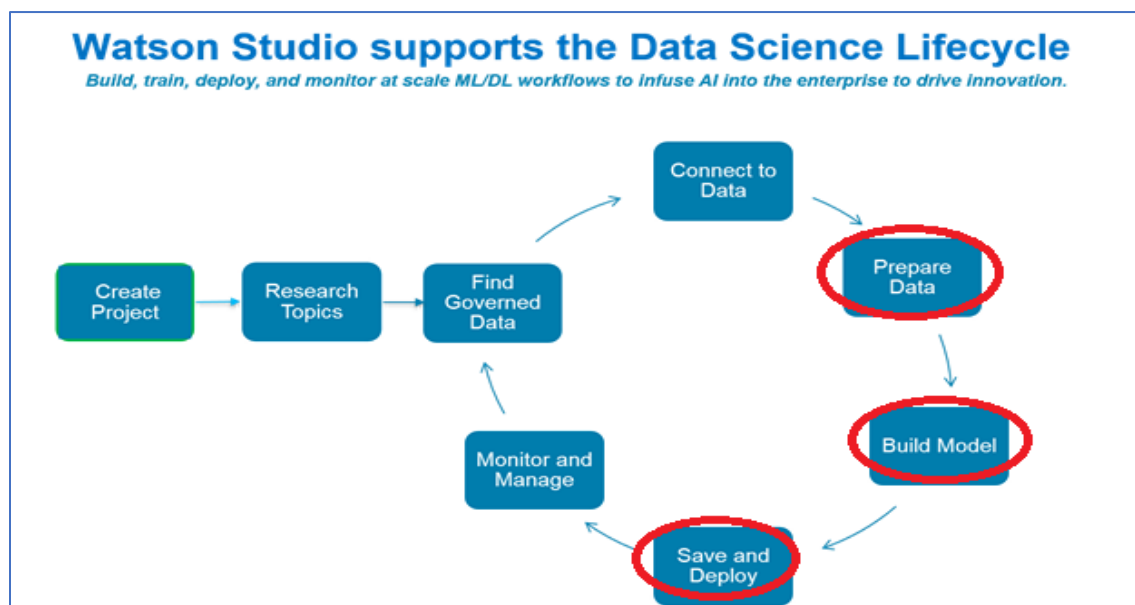 Watson Studio supports the Data Science Lifecycle
Build, train, deploy, and monitor at scale ML/DL workflows to infuse AI into the enterprise to drive innovation.
Create
Project
Research
Topics
Find
Governed
Data
Connect to
Data
Prepare
Data
Build Model
Save and
Deploy
Monitor and
Manage